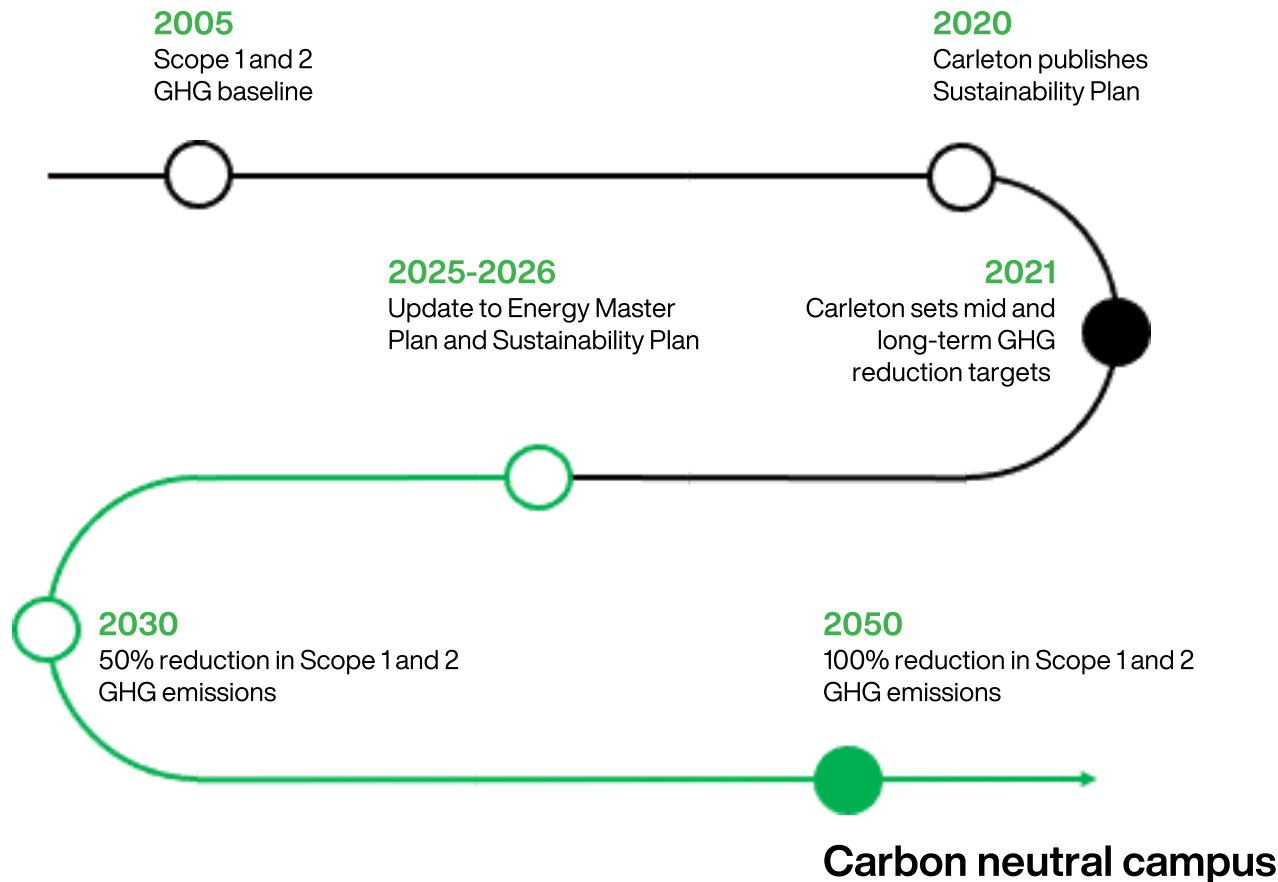 2005
Scope 1 and 2
GHG baseline
2020
Carleton publishes
Sustainability Plan
2021
Carleton sets mid and
long-term GHG
reduction targets
2025-2026
Update to Energy Master
Plan and Sustainability Plan
2030
50% reduction in Scope 1 and 2
GHG emissions
2050
100% reduction in Scope 1 and 2
GHG emissions
Carbon neutral campus